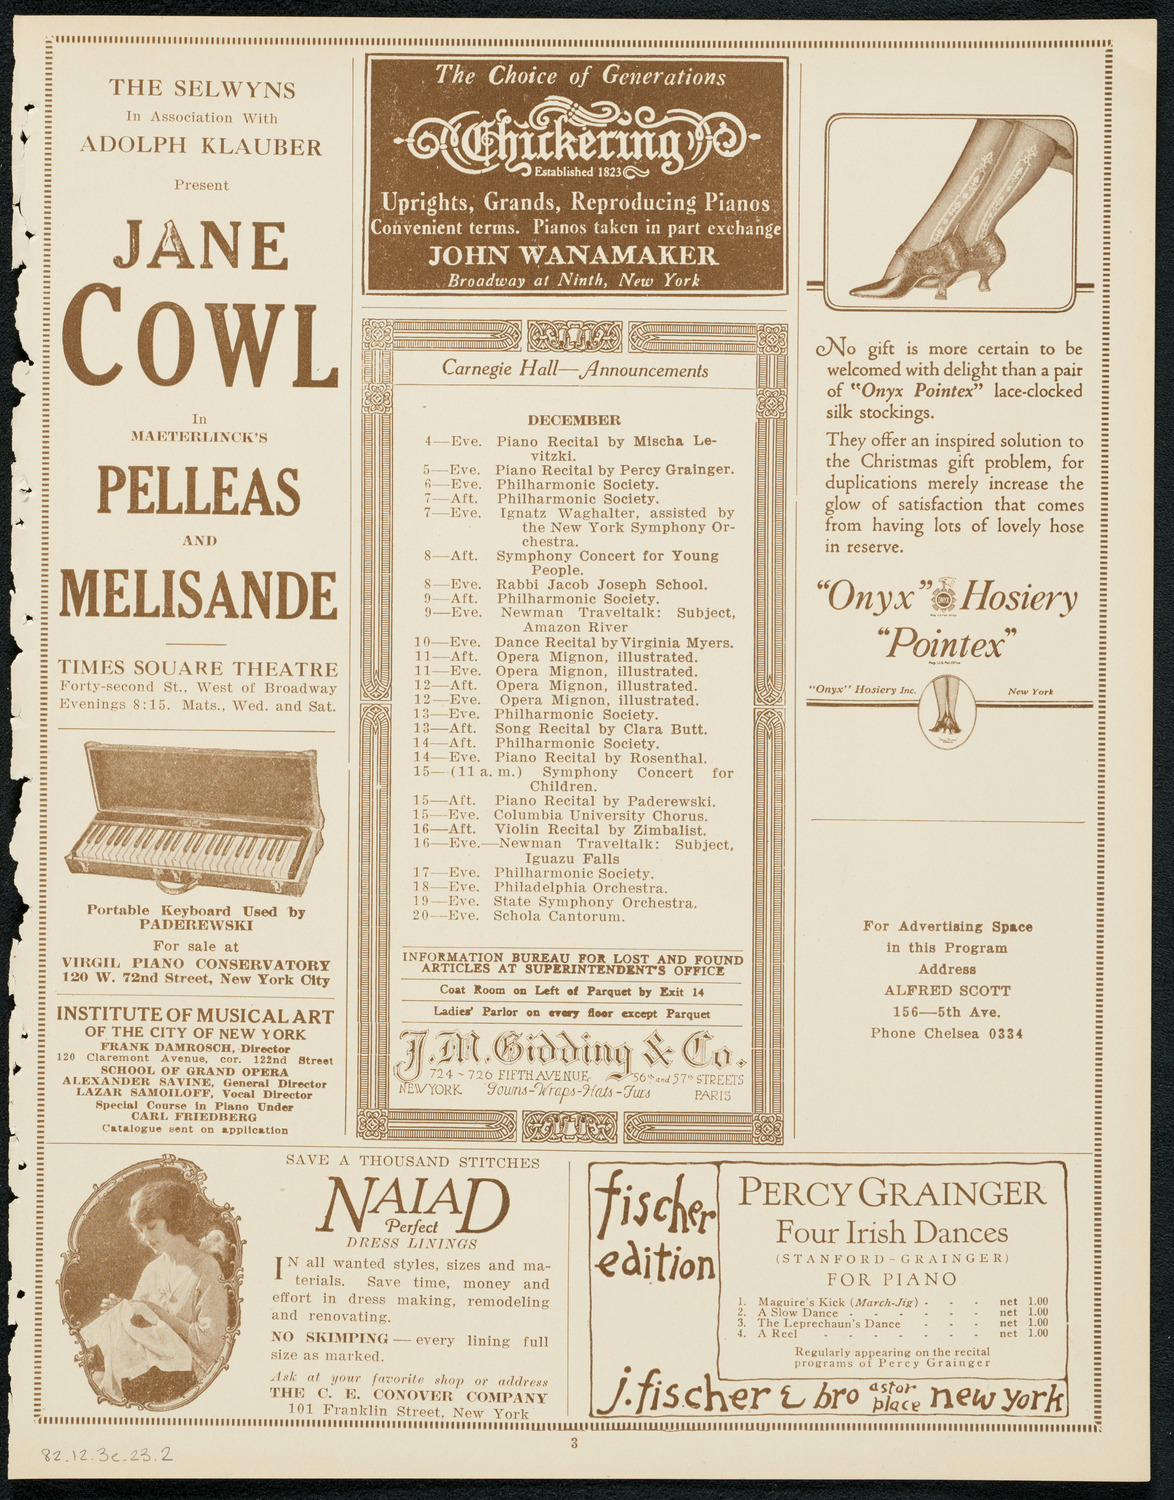 THE SELWYNS
In Association With
ADOLPH KLAUBER
Present
JANE
COWL
In
MAETERLINCK'S
PELLEAS
AND
MELISANDE
TIMES SQUARE THEATRE
Forty-second St., West of Broadway
Evenings 8:15. Mats., Wed. and Sat.
Portable Keyboard Used by
PADEREWSKI
For sale at
VIRGIL PIANO CONSERVATORY
120 W. 72nd Street, New York City
INSTITUTE OF MUSICAL ART
OF THE CITY OF NEW YORK
FRANK DAMROSCH, Director
120 Claremont Avenue, cor. 122nd Street
SCHOOL OF GRAND OPERA
ALEXANDER SAVINE, General Director
LAZAR SAMOILOFF, Vocal Director
Special Course in Piano Under
CARL FRIEDBERG
Catalogue sent on application
The Choice of Generations
Chickering
Established 1823
Uprights, Grands, Reproducing Pianos
Convenient terms. Pianos taken in part exchange
JOHN WANAMAKER
Broadway at Ninth, New York
Carnegie Hall—Announcements
DECEMBER
4—Eve. Piano Recital by Mischa Le-
vitzki.
5—Eve. Piano Recital by Percy Grainger.
6—Eve. Philharmonic Society.
7—Aft. Philharmonic Society.
7—Eve. Ignatz Waghalter, assisted by
the New York Symphony Or-
chestra.
8—Aft. Symphony Concert for Young
People.
8—Eve. Rabbi Jacob Joseph School.
9—Aft. Philharmonic Society.
9—Eve. Newman Traveltalk: Subject,
Amazon River
10—Eve. Dance Recital by Virginia Myers.
11—Aft. Opera Mignon, illustrated.
11—Eve. Opera Mignon, illustrated.
12—Aft. Opera Mignon, illustrated.
12—Eve. Opera Mignon, illustrated.
13—Eve. Philharmonic Society.
13—Aft. Song Recital by Clara Butt.
14—Aft. Philharmonic Society.
14—Eve. Piano Recital by Rosenthal.
15—(11 a. m.) Symphony Concert for
Children.
15—Aft. Piano Recital by Paderewski.
15—Eve. Columbia University Chorus.
16—Aft. Violin Recital by Zimbalist.
16—Eve.—Newman Traveltalk: Subject,
Iguazu Falls
17—Eve. Philharmonic Society.
18—Eve. Philadelphia Orchestra.
19—Eve. State Symphony Orchestra.
20—Eve. Schola Cantorum.
INFORMATION BUREAU FOR LOST AND FOUND
ARTICLES AT SUPERINTENDENT'S OFFICE
Coat Room on Left of Parquet by Exit 14
Ladies' Parlor on every floor except Parquet
J.M. Gidding & Co.
724 ~ 726 FIFTH AVENUE 56th and 57th STREETS
NEW YORK Gowns-Wraps-Hats-Furs PARIS
No gift is more certain to be
welcomed with delight than a pair
of "Onyx Pointex" lace-clocked
silk stockings.
They offer an inspired solution to
the Christmas gift problem, for
duplications merely increase the
glow of satisfaction that comes
from having lots of lovely hose
in reserve.
"Onyx" Hosiery
"Pointex"
"Onyx" Hosiery Inc. New York
For Advertising Space
in this Program
Address
ALFRED SCOTT
156—5th Ave.
Phone Chelsea 0334
SAVE A THOUSAND STITCHES
NAIAD
Perfect
DRESS LININGS
IN all wanted styles, sizes and ma-
terials. Save time, money and
effort in dress making, remodeling
and renovating.
NO SKIMPING — every lining full
size as marked.
Ask at your favorite shop or address
THE C. E. CONOVER COMPANY
101 Franklin Street, New York
fischer
edition
PERCY GRAINGER
Four Irish Dances
(STANFORD-GRAINGER)
FOR PIANO
1. Maguire's Kick (March-Jig) - - - net 1.00
2. A Slow Dance - - - - - - net 1.00
3. The Leprechaun's Dance - - - net 1.00
4. A Reel - - - - - - - net 1.00
Regularly appearing on the recital
programs of Percy Grainger
j. fischer & bro astor place new york
3
82.12.3c.23.2